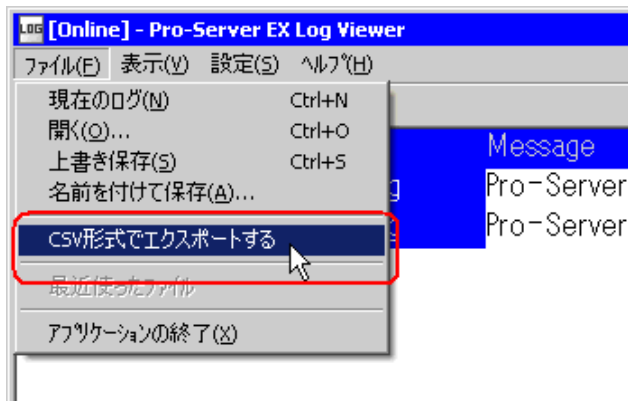 LOG [Online] - Pro-Server EX Log Viewer
ファイル(F) 表示(V) 設定(S) ヘルプ(H)
現在のログ(N) Ctrl+N
開く(O)... Ctrl+O
上書き保存(S) Ctrl+S
名前を付けて保存(A)...
CSV形式でエクスポートする
最近使ったファイル
アプリケーションの終了(X)
Message
g Pro-Server
Pro-Server